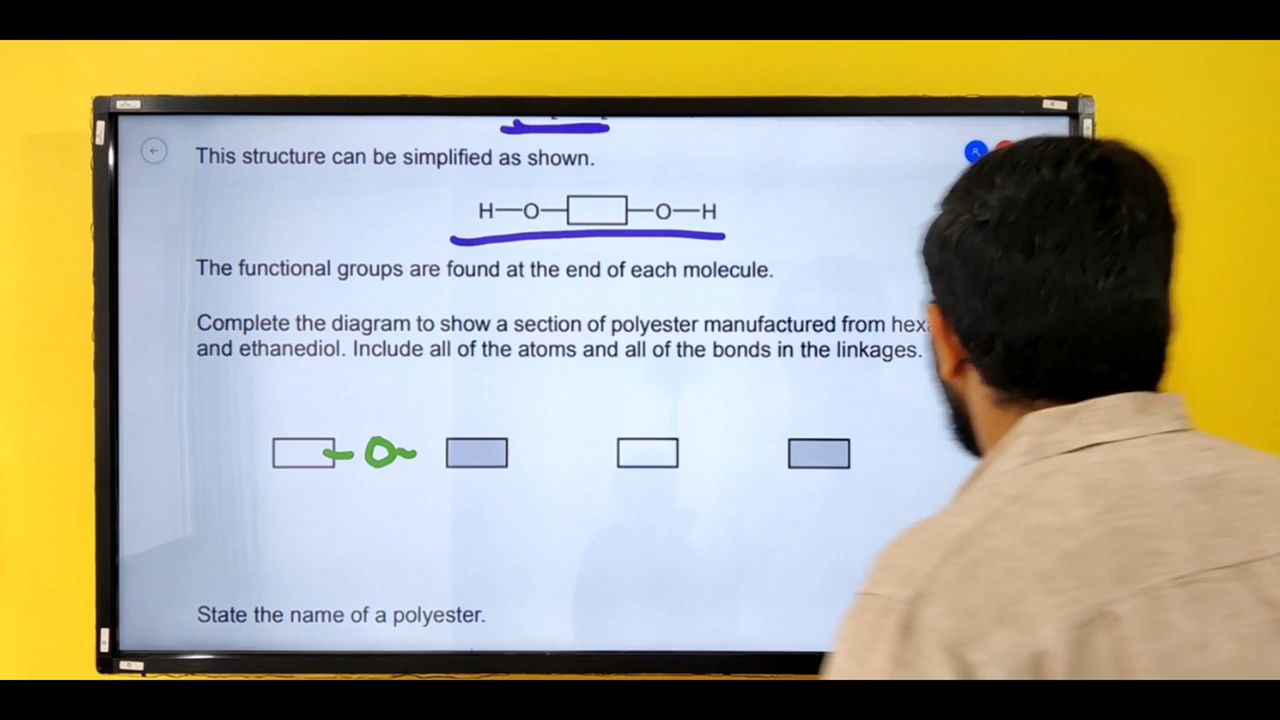 This structure can be simplified as shown.
H—O—□—O—H
The functional groups are found at the end of each molecule.
Complete the diagram to show a section of polyester manufactured from
and ethanediol. Include all of the atoms and all of the bonds in the linkages.
O
State the name of a polyester.